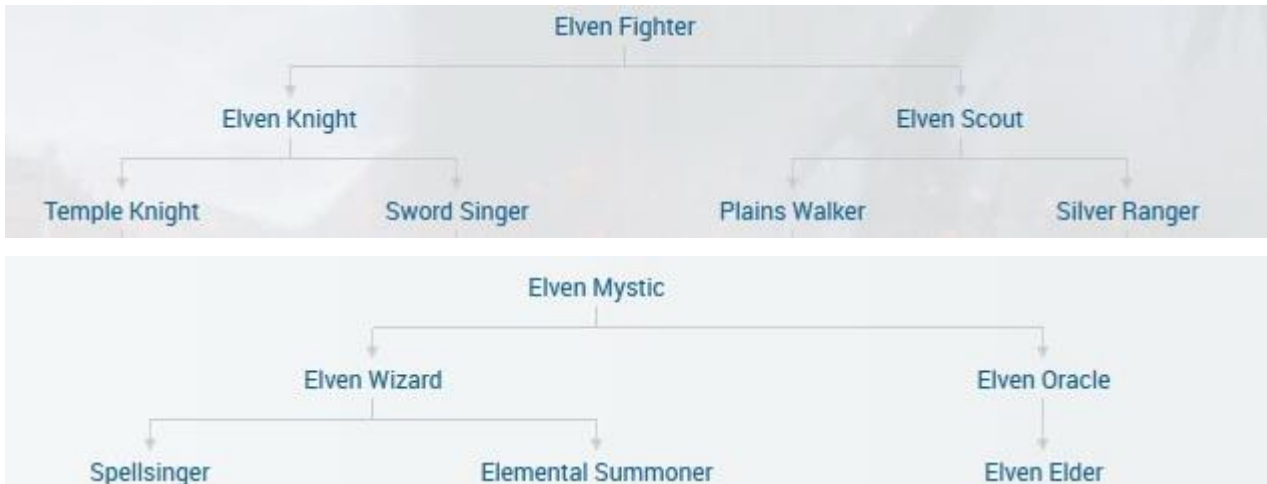 Elven Fighter
Elven Knight Elven Scout
Temple Knight Sword Singer Plains Walker Silver Ranger
Elven Mystic
Elven Wizard Elven Oracle
Spellsinger Elemental Summoner Elven Elder